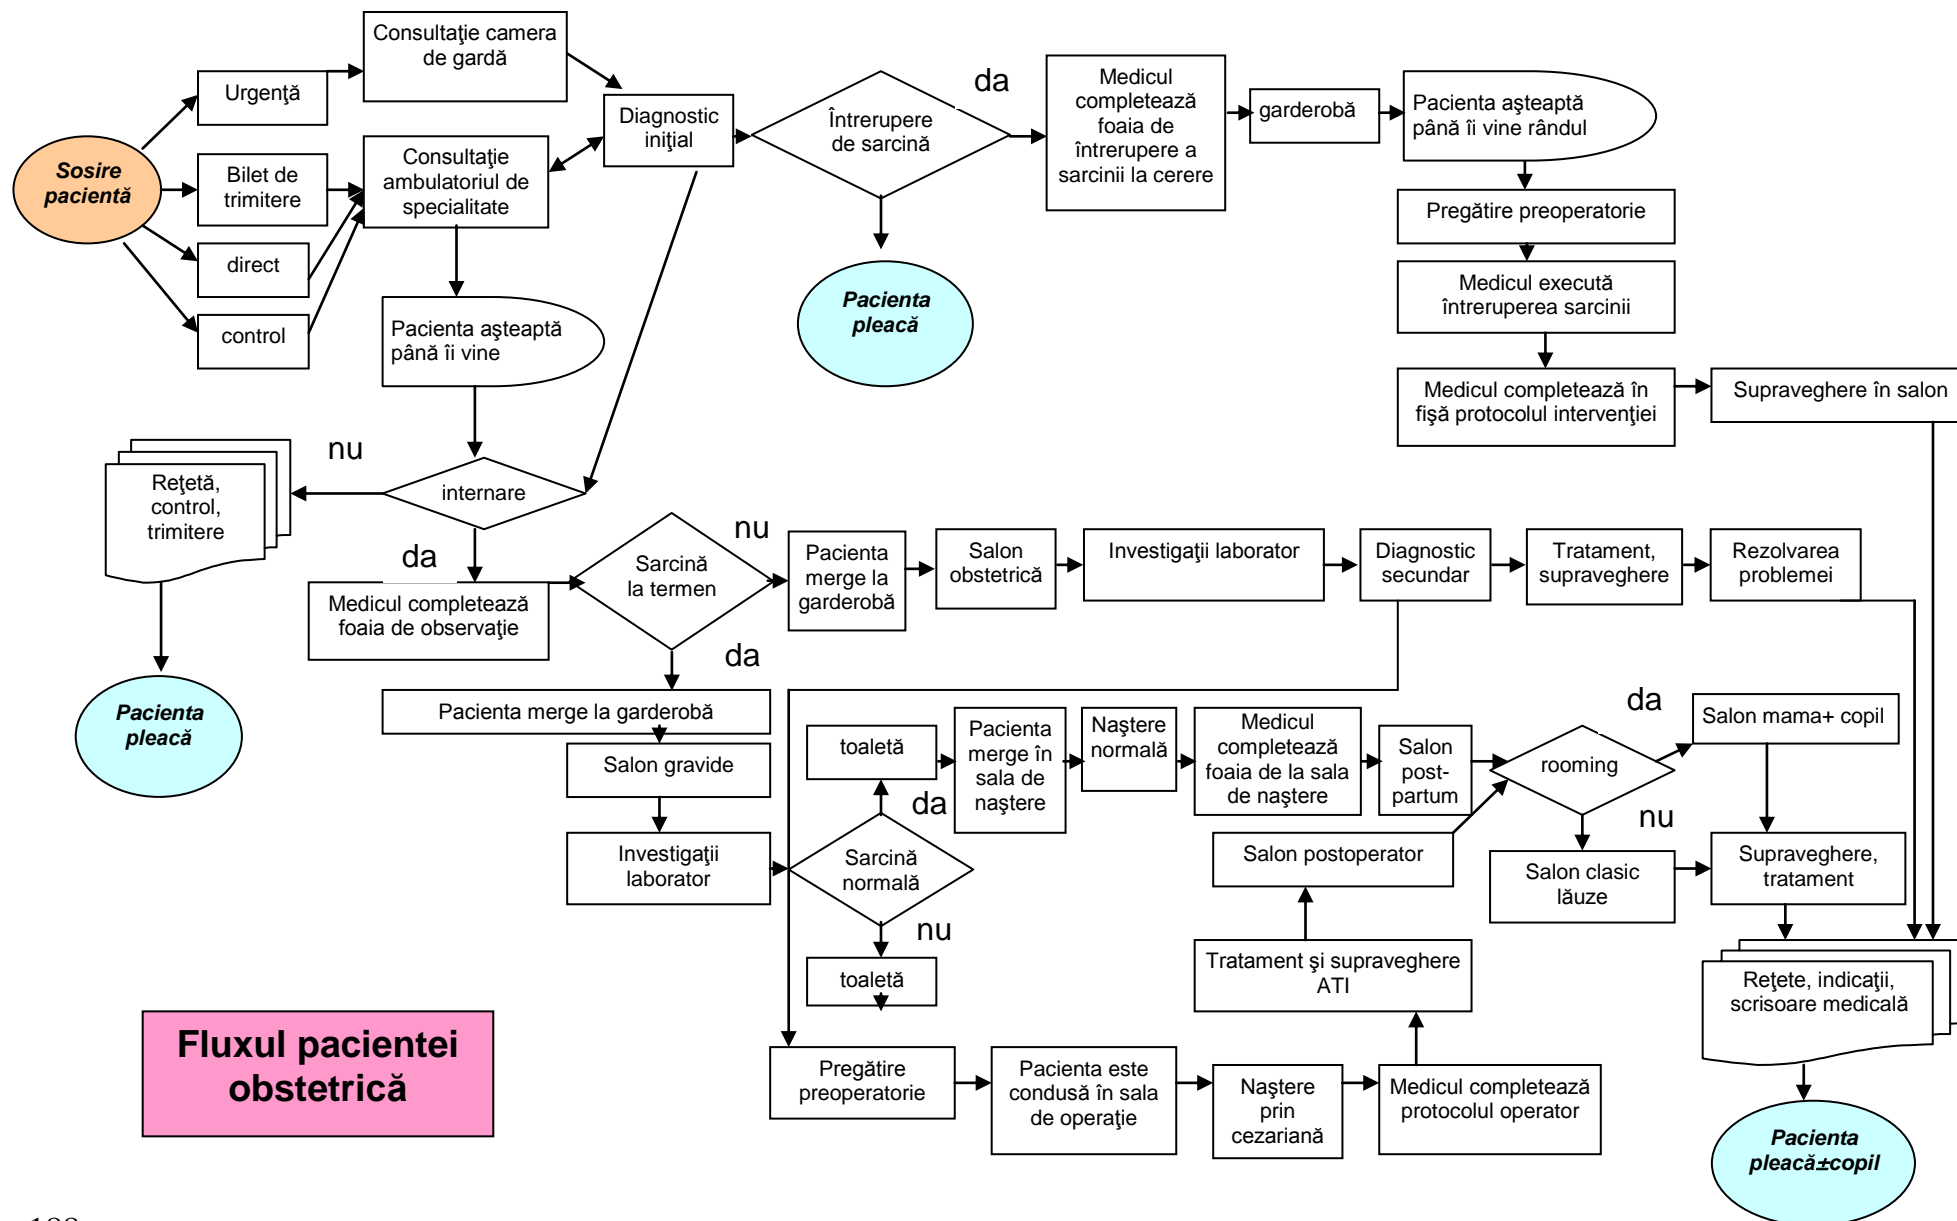 Consultaţie camera
de gardă
Urgenţă
Sosire
pacientă
Bilet de
trimitere
direct
control
Consultaţie
ambulatoriul de
specialitate
Diagnostic
iniţial
Întrerupere
de sarcină
da
Medicul
completează
foaia de
întrerupere a
sarcinii la cerere
garderobă
Pacienta aşteaptă
până îi vine rândul
Pregătire preoperatorie
Medicul execută
întreruperea sarcinii
Medicul completează în
fişă protocolul intervenţiei
Supraveghere în salon
Pacienta
pleacă
Pacienta aşteaptă
până îi vine
nu
Reţetă,
control,
trimitere
internare
da
Medicul completează
foaia de observaţie
Pacienta
pleacă
Sarcină
la termen
nu
Pacienta
merge la
garderobă
Salon
obstetrică
Investigaţii laborator
Diagnostic
secundar
Tratament,
supraveghere
Rezolvarea
problemei
da
Pacienta merge la garderobă
Salon gravide
Investigaţii
laborator
Sarcină
normală
da
toaletă
Pacienta
merge în
sala de
naştere
Naştere
normală
Medicul
completează
foaia de la sala
de naştere
Salon
post-
partum
rooming
da
Salon mama+ copil
nu
Salon clasic
lăuze
Supraveghere,
tratament
Salon postoperator
nu
toaletă
Tratament şi supraveghere
ATI
Reţete, indicaţii,
scrisoare medicală
Fluxul pacientei
obstetrică
Pregătire
preoperatorie
Pacienta este
condusă în sala
de operaţie
Naştere
prin
cezariană
Medicul completează
protocolul operator
Pacienta
pleacă±copil